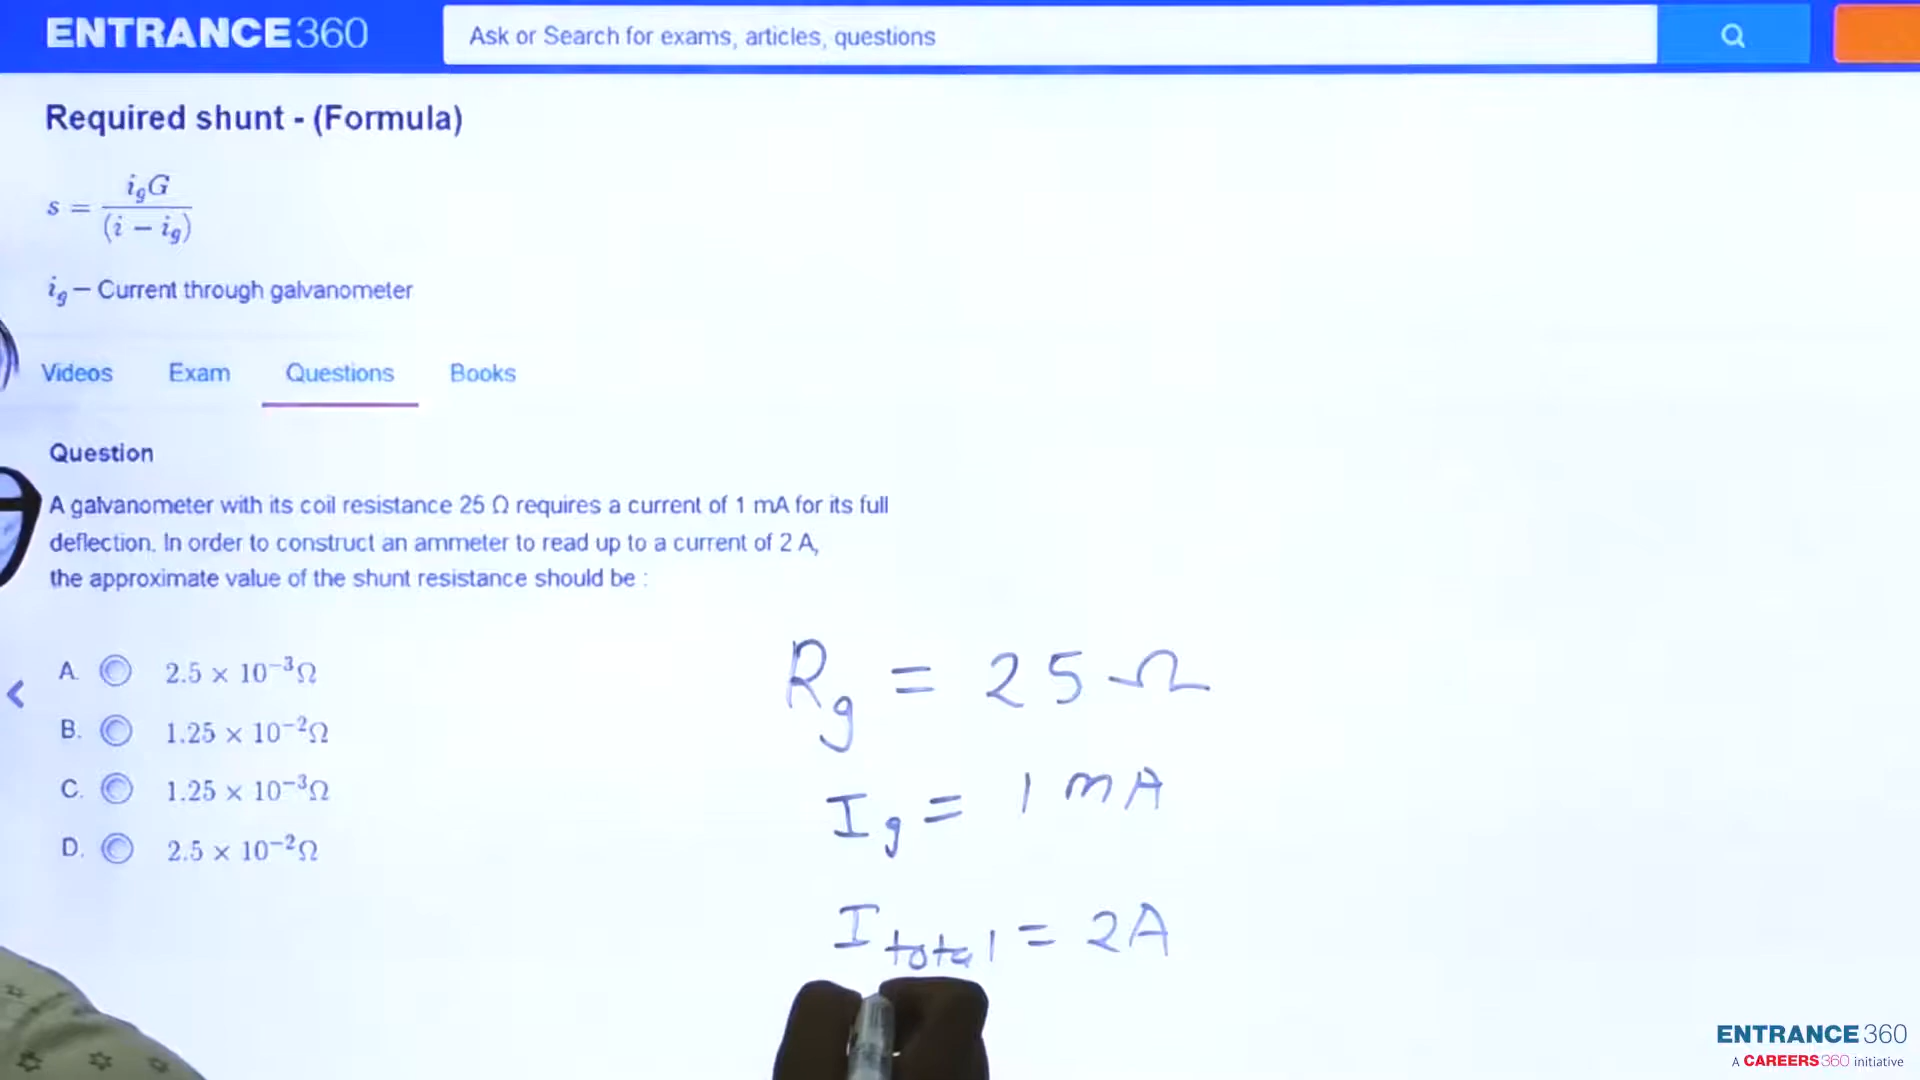 ENTRANCE360
Ask or Search for exams, articles, questions
Required shunt - (Formula)
s = i_g G / (i − i_g)
i_g − Current through galvanometer
Videos Exam Questions Books
Question
A galvanometer with its coil resistance 25 Ω requires a current of 1 mA for its full
deflection. In order to construct an ammeter to read up to a current of 2 A,
the approximate value of the shunt resistance should be :
A. 2.5 × 10⁻³Ω
B. 1.25 × 10⁻²Ω
C. 1.25 × 10⁻³Ω
D. 2.5 × 10⁻²Ω
R_g = 25 Ω
I_g = 1 mA
I_total = 2A
ENTRANCE360
A CAREERS360 initiative